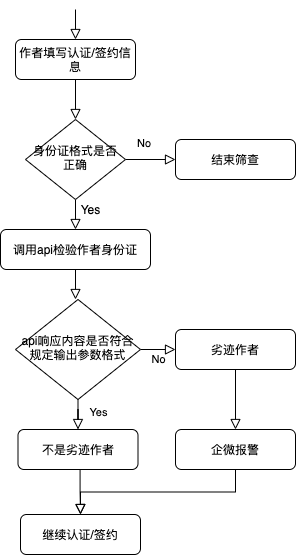 作者填写认证/签约信
息
身份证格式是否
正确
No
结束筛查
Yes
调用api检验作者身份证
api响应内容是否符合
规定输出参数格式
No
劣迹作者
Yes
不是劣迹作者
企微报警
继续认证/签约